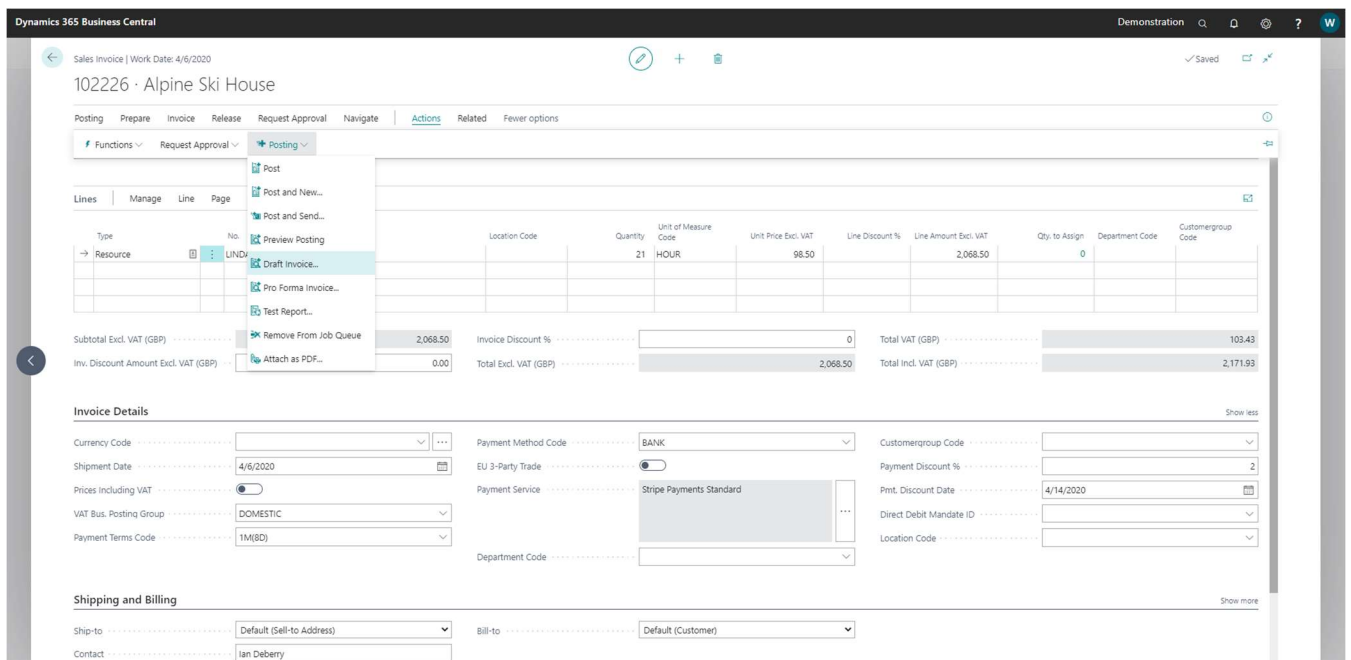 Dynamics 365 Business Central
Demonstration
?
W
Sales Invoice | Work Date: 4/6/2020
Saved
102226 · Alpine Ski House
Posting Prepare Invoice Release Request Approval Navigate Actions Related Fewer options
Functions Request Approval Posting
Post
Post and New...
Post and Send...
Preview Posting
Draft Invoice...
Pro Forma Invoice...
Test Report...
Remove From Job Queue
Attach as PDF...
Lines Manage Line Page
Type No. Location Code Quantity Unit of Measure Code Unit Price Excl. VAT Line Discount % Line Amount Excl. VAT Qty. to Assign Department Code Customergroup Code
Resource LINDA 21 HOUR 98.50 2,068.50 0
Subtotal Excl. VAT (GBP) 2,068.50 Invoice Discount % 0 Total VAT (GBP) 103.43
Inv. Discount Amount Excl. VAT (GBP) 0.00 Total Excl. VAT (GBP) 2,068.50 Total Incl. VAT (GBP) 2,171.93
Invoice Details Show less
Currency Code Payment Method Code BANK Customergroup Code
Shipment Date 4/6/2020 EU 3-Party Trade Payment Discount % 2
Prices Including VAT Payment Service Stripe Payments Standard Pmt. Discount Date 4/14/2020
VAT Bus. Posting Group DOMESTIC Direct Debit Mandate ID
Payment Terms Code 1M(8D) Location Code
Department Code
Shipping and Billing Show more
Ship-to Default (Sell-to Address) Bill-to Default (Customer)
Contact Ian Deberry